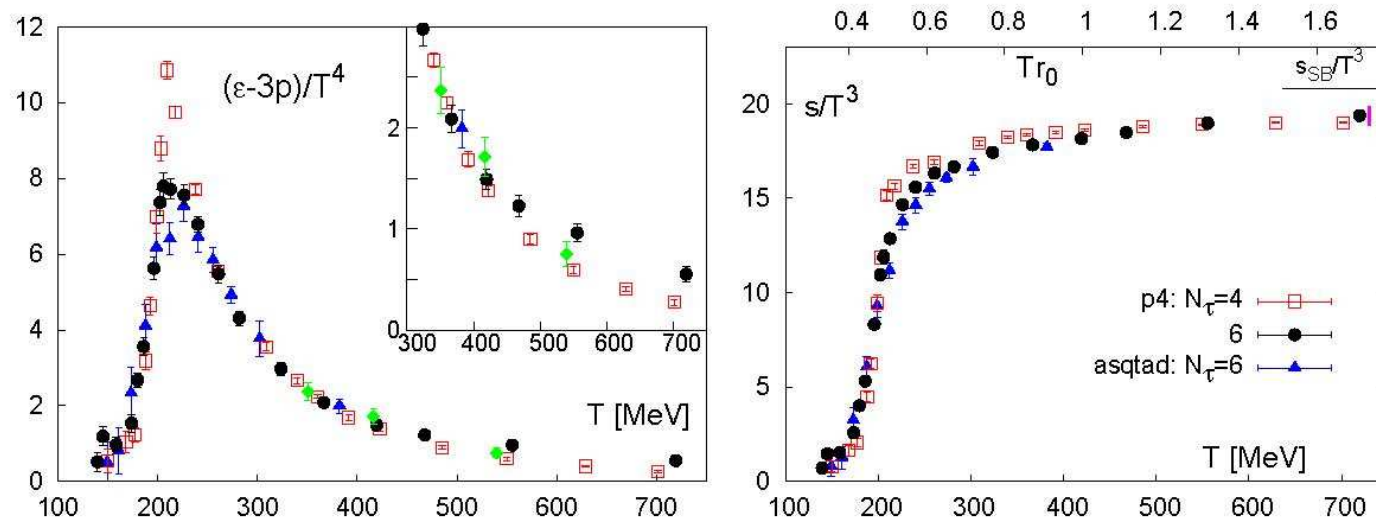 12
10
8
6
4
2
0
(ε-3p)/T⁴
2
1
0
300 400 500 600 700
T [MeV]
100 200 300 400 500 600 700
0.4 0.6 0.8 1 1.2 1.4 1.6
Tr₀
s_SB/T³
s/T³
20
15
10
5
0
p4: N_τ=4
6
asqtad: N_τ=6
T [MeV]
100 200 300 400 500 600 700